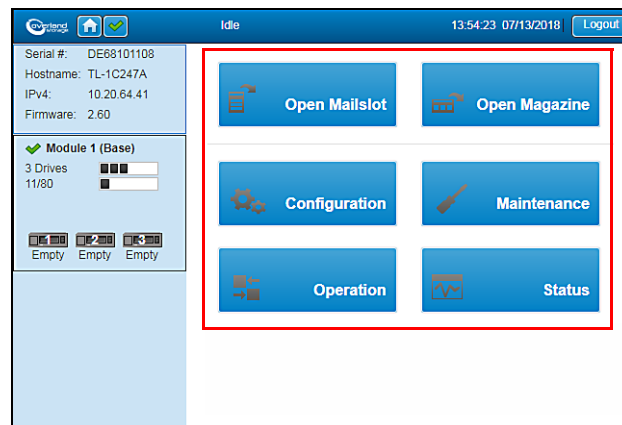 overland storage
Idle
13:54:23 07/13/2018
Logout
Serial #: DE68101108
Hostname: TL-1C247A
IPv4: 10.20.64.41
Firmware: 2.60
Module 1 (Base)
3 Drives
11/80
1 2 3
Empty Empty Empty
Open Mailslot
Open Magazine
Configuration
Maintenance
Operation
Status